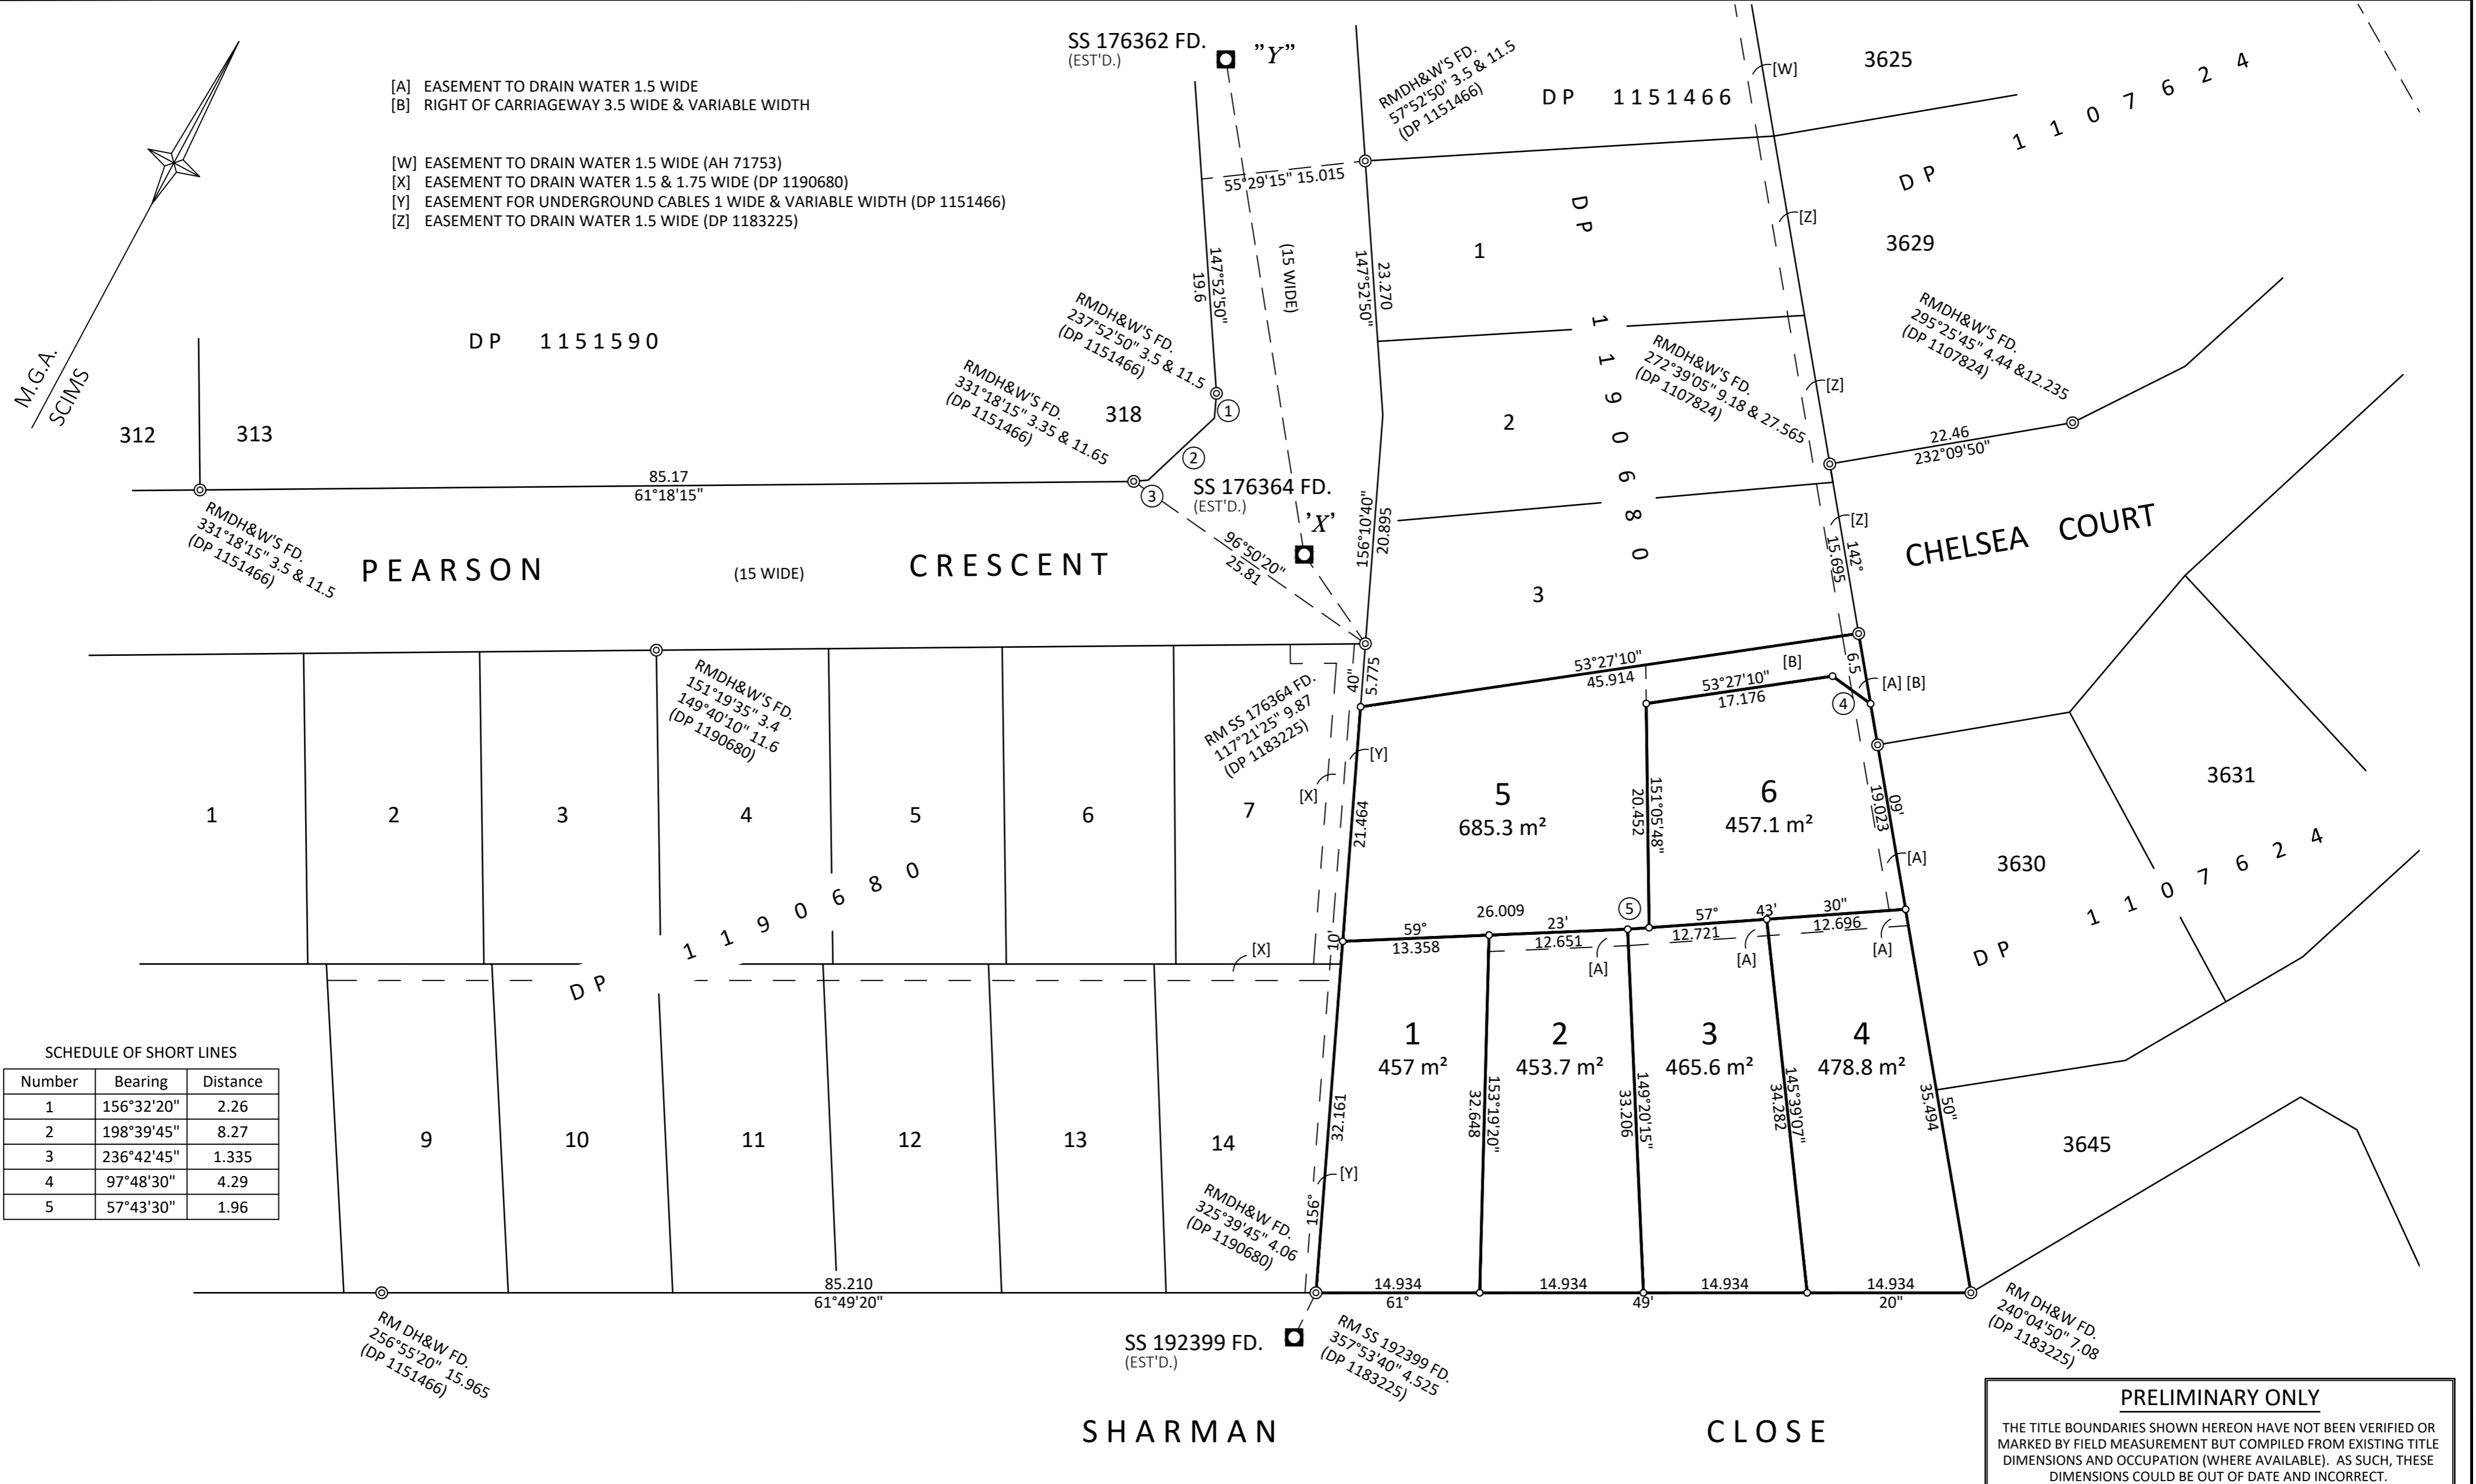 SS 176362 FD.
(EST'D.)
"Y"
[A] EASEMENT TO DRAIN WATER 1.5 WIDE
[B] RIGHT OF CARRIAGEWAY 3.5 WIDE & VARIABLE WIDTH
[W] EASEMENT TO DRAIN WATER 1.5 WIDE (AH 71753)
[X] EASEMENT TO DRAIN WATER 1.5 & 1.75 WIDE (DP 1190680)
[Y] EASEMENT FOR UNDERGROUND CABLES 1 WIDE & VARIABLE WIDTH (DP 1151466)
[Z] EASEMENT TO DRAIN WATER 1.5 WIDE (DP 1183225)
RMDH&W'S FD.
57°52'50" 3.5 & 11.5
(DP 1151466)
DP 1151466
[W]
3625
DP 1107624
55°29'15" 15.015
M.G.A.
SCIMS
DP 1151590
147°52'50"
19.6
(15 WIDE)
147°52'50"
23.270
1
DP 1190680
[Z]
3629
RMDH&W'S FD.
237°52'50" 3.5 & 11.5
(DP 1151466)
RMDH&W'S FD.
331°18'15" 3.35 & 11.65
(DP 1151466)
318
1
2
3
2
RMDH&W'S FD.
272°39'05" 9.18 & 27.565
(DP 1107824)
[Z]
RMDH&W'S FD.
295°25'45" 4.44 &12.235
(DP 1107824)
312
313
85.17
61°18'15"
22.46
232°09'50"
SS 176364 FD.
(EST'D.)
'X'
RMDH&W'S FD.
331°18'15" 3.5 & 11.5
(DP 1151466)
PEARSON CRESCENT
(15 WIDE)
96°50'20"
25.81
156°10'40"
20.895
3
[Z]
142°
15.695
CHELSEA COURT
RMDH&W'S FD.
151°19'35" 3.4
149°40'10" 11.6
(DP 1190680)
RM SS 176364 FD.
117°21'25" 9.87
(DP 1183225)
40"
5.775
53°27'10"
45.914
[B]
53°27'10"
17.176
6.5
[A] [B]
4
[Y]
[X]
1
2
3
4
5
6
7
21.464
5
685.3 m²
151°05'48"
20.452
6
457.1 m²
09'
19.023
[A]
3631
3630
DP 1107624
DP 1190680
[X]
10'
59°
13.358
26.009
23'
12.651
5
57°
12.721
43'
30"
12.696
[A]
[A]
[A]
SCHEDULE OF SHORT LINES
Number Bearing Distance
1 156°32'20" 2.26
2 198°39'45" 8.27
3 236°42'45" 1.335
4 97°48'30" 4.29
5 57°43'30" 1.96
9
10
11
12
13
14
32.161
[Y]
156°
1
457 m²
153°19'20"
32.648
2
453.7 m²
149°20'15"
33.206
3
465.6 m²
145°39'07"
34.282
4
478.8 m²
50"
35.494
3645
RMDH&W FD.
325°39'45" 4.06
(DP 1190680)
85.210
61°49'20"
14.934
61°
14.934
49'
14.934
14.934
20"
RM DH&W FD.
256°55'20" 15.965
(DP 1151466)
SS 192399 FD.
(EST'D.)
RM SS 192399 FD.
357°53'40" 4.525
(DP 1183225)
RM DH&W FD.
240°04'50" 7.08
(DP 1183225)
SHARMAN CLOSE
PRELIMINARY ONLY
THE TITLE BOUNDARIES SHOWN HEREON HAVE NOT BEEN VERIFIED OR
MARKED BY FIELD MEASUREMENT BUT COMPILED FROM EXISTING TITLE
DIMENSIONS AND OCCUPATION (WHERE AVAILABLE). AS SUCH, THESE
DIMENSIONS COULD BE OUT OF DATE AND INCORRECT.